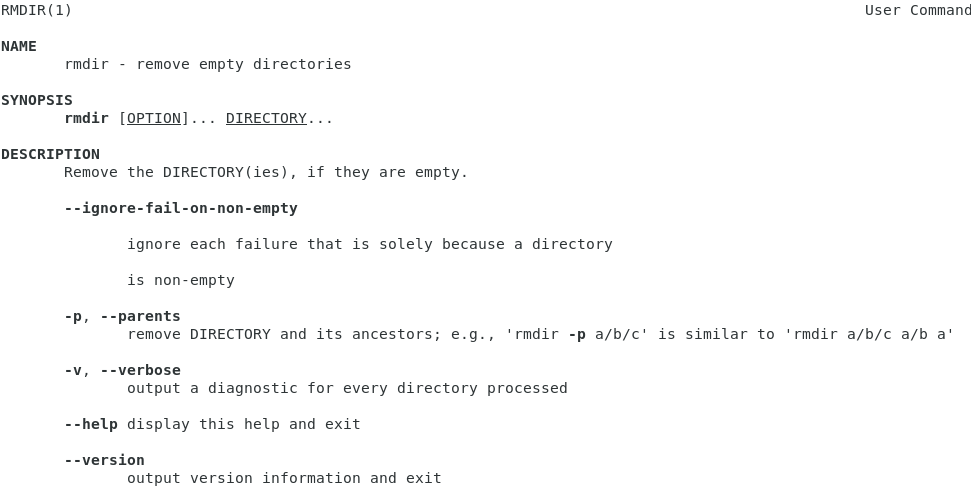 RMDIR(1) User Command
NAME
rmdir - remove empty directories
SYNOPSIS
rmdir [OPTION]... DIRECTORY...
DESCRIPTION
Remove the DIRECTORY(ies), if they are empty.
--ignore-fail-on-non-empty
ignore each failure that is solely because a directory
is non-empty
-p, --parents
remove DIRECTORY and its ancestors; e.g., 'rmdir -p a/b/c' is similar to 'rmdir a/b/c a/b a'
-v, --verbose
output a diagnostic for every directory processed
--help display this help and exit
--version
output version information and exit